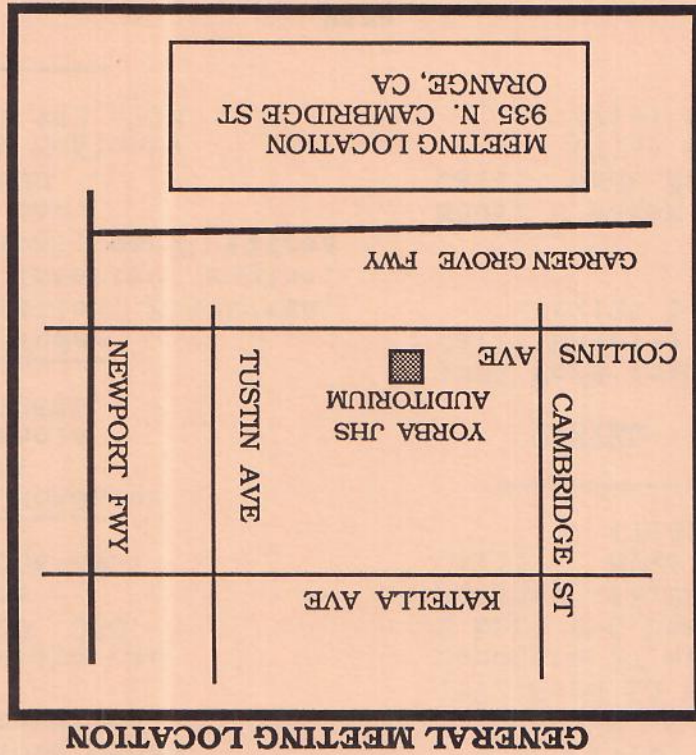 GENERAL MEETING LOCATION
KATELLA AVE
CAMBRIDGE ST
YORBA JHS
AUDITORIUM
TUSTIN AVE
NEWPORT FWY
COLLINS AVE
GARGEN GROVE FWY
MEETING LOCATION
935 N. CAMBRIDGE ST
ORANGE, CA